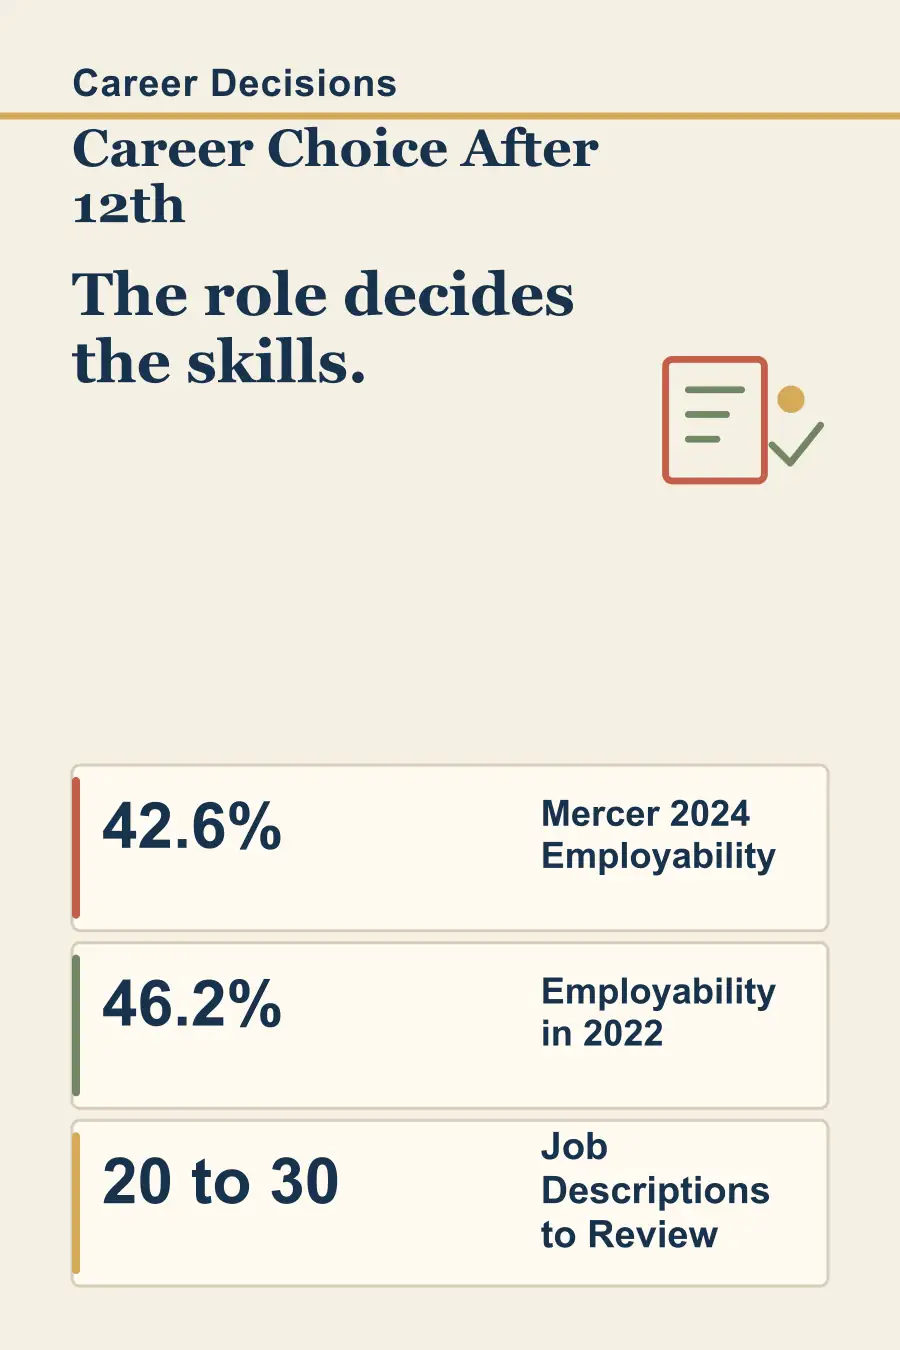 Career Decisions
Career Choice After
12th
The role decides
the skills.
42.6%
Mercer 2024
Employability
46.2%
Employability
in 2022
20 to 30
Job
Descriptions
to Review